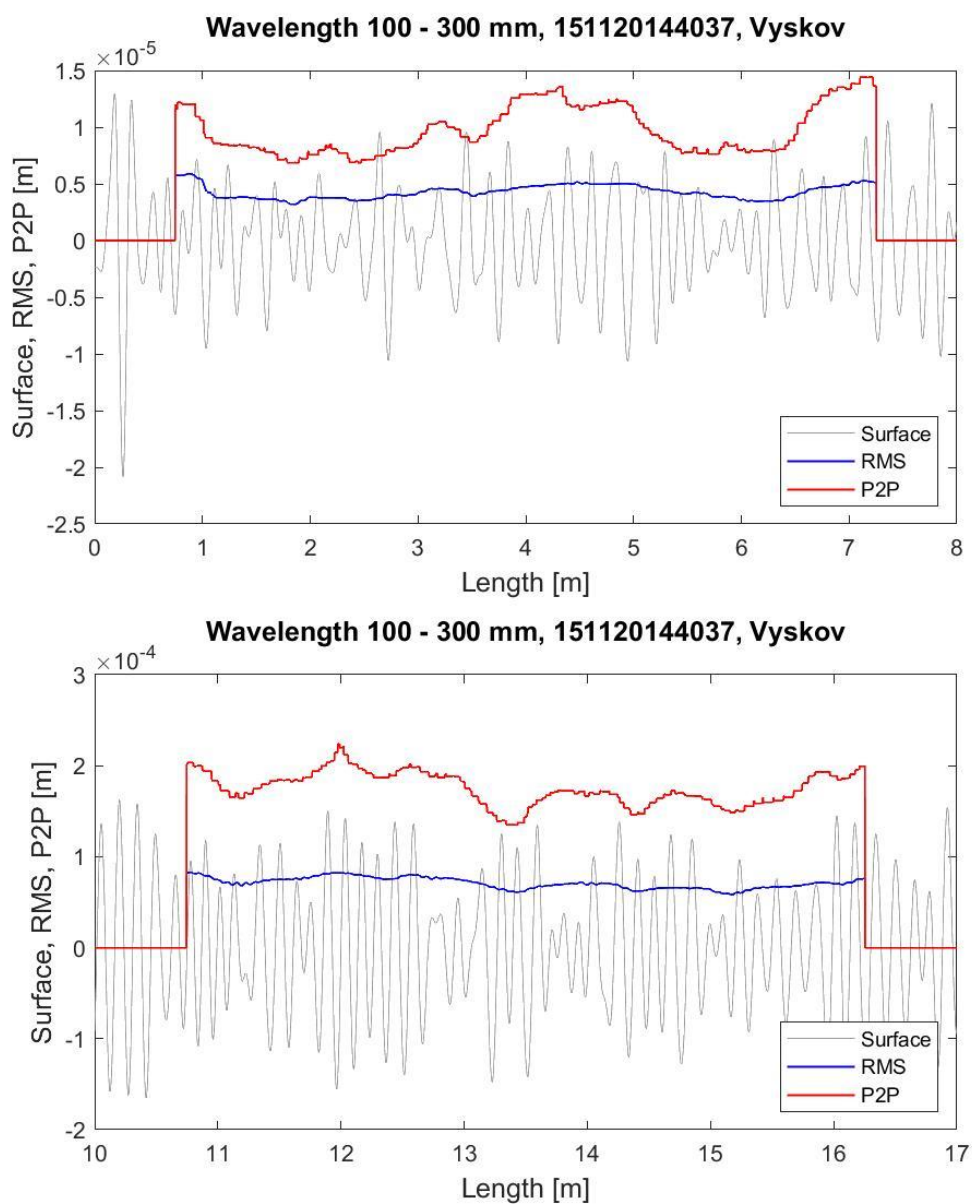 Wavelength 100 - 300 mm, 151120144037, Vyskov
×10-5
1.5
1
0.5
0
-0.5
-1
-1.5
-2
-2.5
Surface, RMS, P2P [m]
Surface
RMS
P2P
0 1 2 3 4 5 6 7 8
Length [m]
Wavelength 100 - 300 mm, 151120144037, Vyskov
×10-4
3
2
1
0
-1
-2
Surface, RMS, P2P [m]
Surface
RMS
P2P
10 11 12 13 14 15 16 17
Length [m]